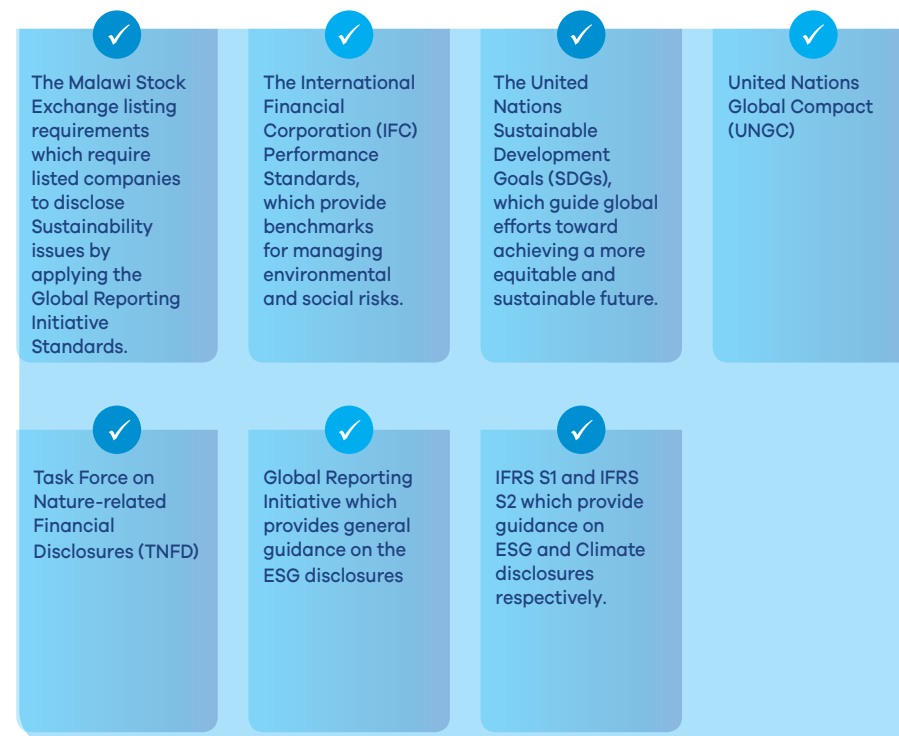 The Malawi Stock
Exchange listing
requirements
which require
listed companies
to disclose
Sustainability
issues by
applying the
Global Reporting
Initiative
Standards.
The International
Financial
Corporation (IFC)
Performance
Standards,
which provide
benchmarks
for managing
environmental
and social risks.
The United
Nations
Sustainable
Development
Goals (SDGs),
which guide global
efforts toward
achieving a more
equitable and
sustainable future.
United Nations
Global Compact
(UNGC)
Task Force on
Nature-related
Financial
Disclosures (TNFD)
Global Reporting
Initiative which
provides general
guidance on the
ESG disclosures
IFRS S1 and IFRS
S2 which provide
guidance on
ESG and Climate
disclosures
respectively.